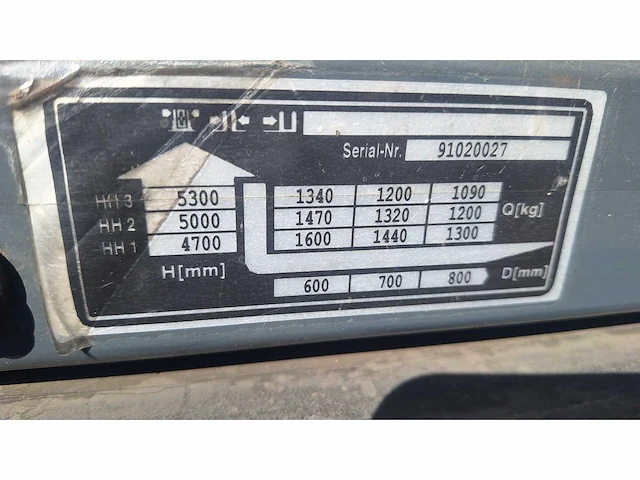 Serial-Nr. 91020027
HH 3 5300 1340 1200 1090
HH 2 5000 1470 1320 1200 Q[kg]
HH 1 4700 1600 1440 1300
H[mm] 600 700 800 D[mm]